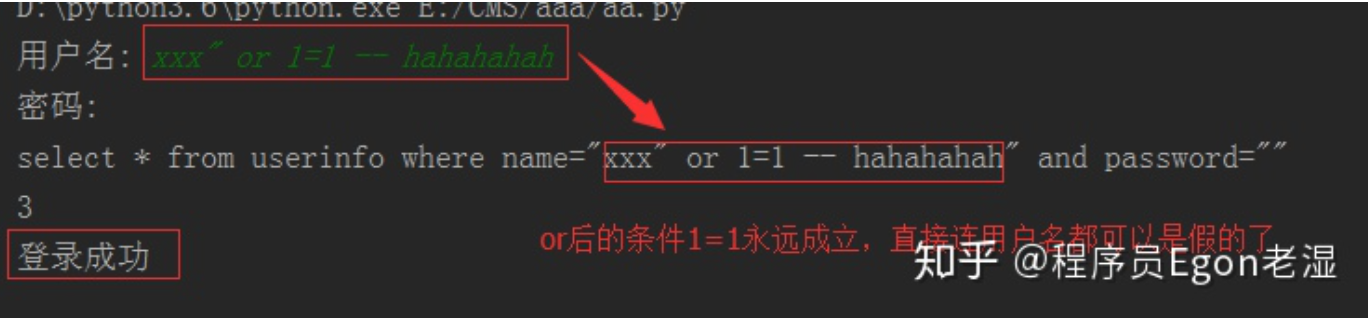 D:\python3.6\python.exe E:/CMS/aaa/aa.py
用户名: xxx" or 1=1 -- hahahahah
密码:
select * from userinfo where name="xxx" or 1=1 -- hahahahah" and password=""
3
登录成功
or后的条件1=1永远成立，直接连用户名都可以是假的了
知乎 @程序员Egon老湿